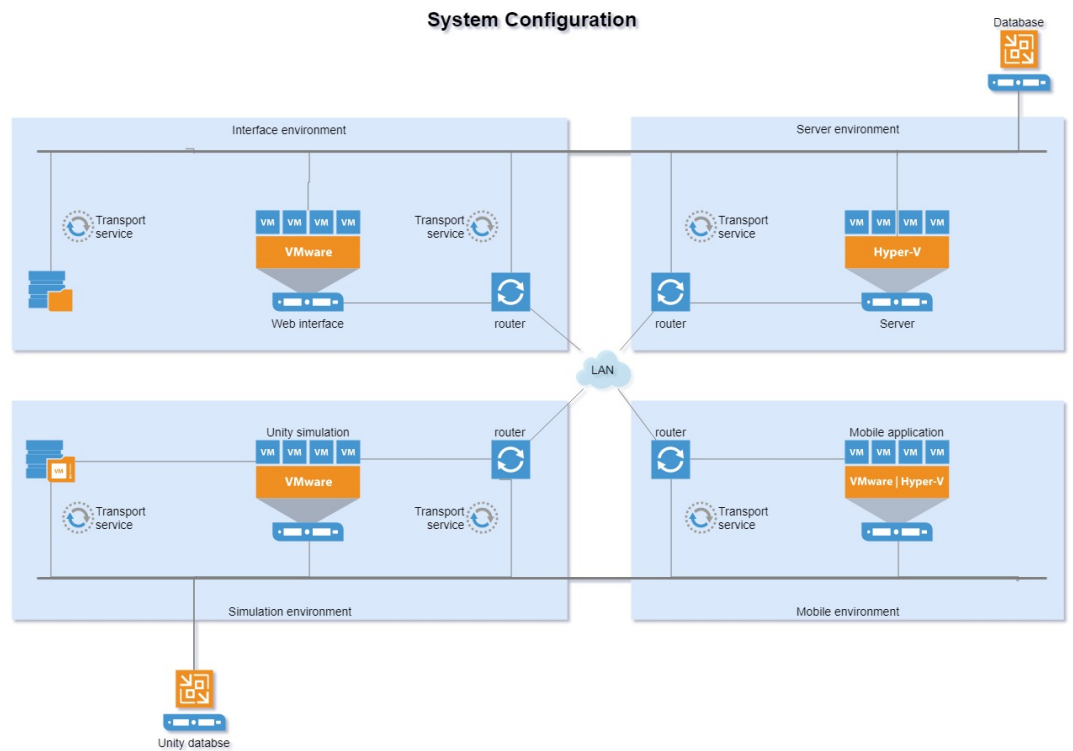 System Configuration
Database
Interface environment
Server environment
Transport
service
VM VM VM VM
VMware
Web interface
Transport
service
router
Transport
service
router
VM VM VM VM
Hyper-V
Server
LAN
Unity simulation
VM VM VM VM
VMware
VM
Transport
service
router
Transport
service
router
Transport
service
Mobile application
VM VM VM VM
VMware | Hyper-V
Simulation environment
Mobile environment
Unity databse